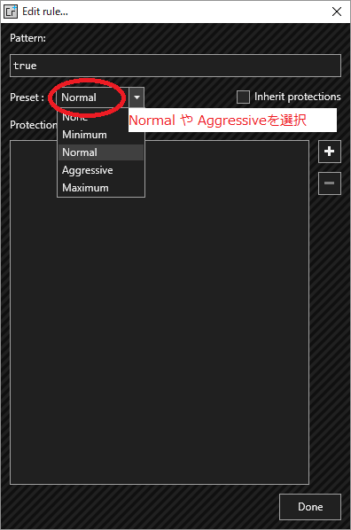 Edit rule...
Pattern:
true
Preset : Normal Inherit protections
Normal や Aggressiveを選択
None
Protection
Minimum
Normal
Aggressive
Maximum
Done